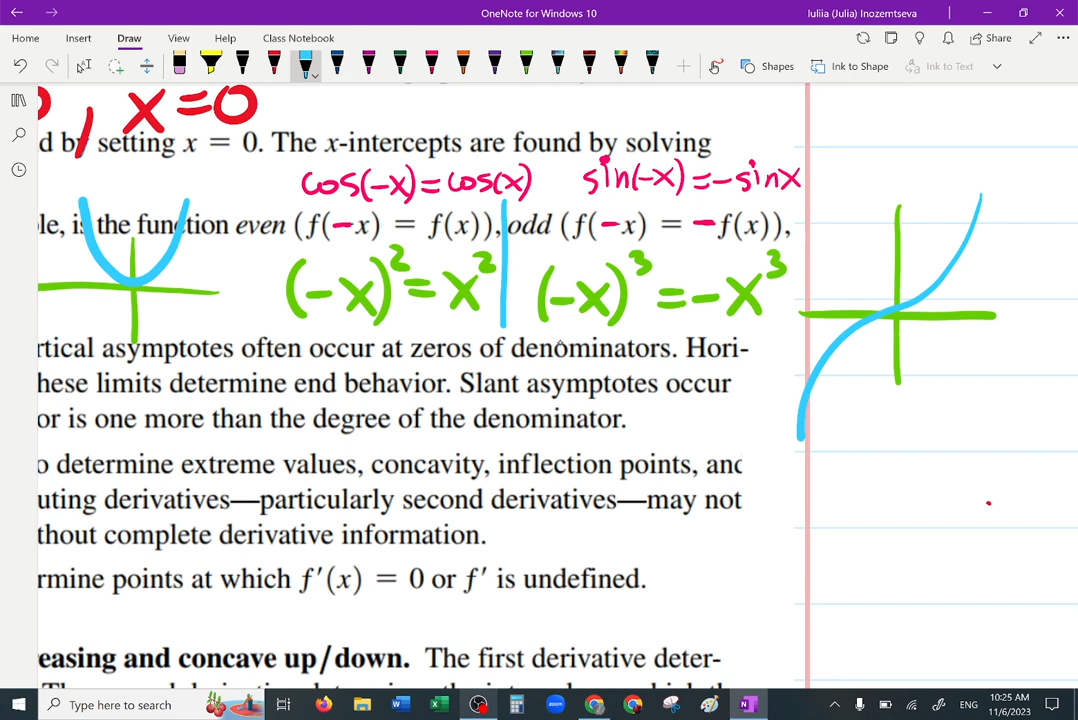 OneNote for Windows 10
Iuliia (Julia) Inozemtseva
Home Insert Draw View Help Class Notebook
Share
Shapes Ink to Shape Ink to Text
, x=0
d by setting x = 0. The x-intercepts are found by solving
cos(-x)=cos(x) sin(-x)=-sinx
le, is the function even (f(-x) = f(x)), odd (f(-x) = -f(x)),
(-x)²=x² (-x)³=-x³
rtical asymptotes often occur at zeros of denominators. Hori-
hese limits determine end behavior. Slant asymptotes occur
or is one more than the degree of the denominator.
o determine extreme values, concavity, inflection points, and
uting derivatives—particularly second derivatives—may not
thout complete derivative information.
rmine points at which f′(x) = 0 or f′ is undefined.
reasing and concave up/down. The first derivative deter-
Type here to search
ENG
10:25 AM
11/6/2023